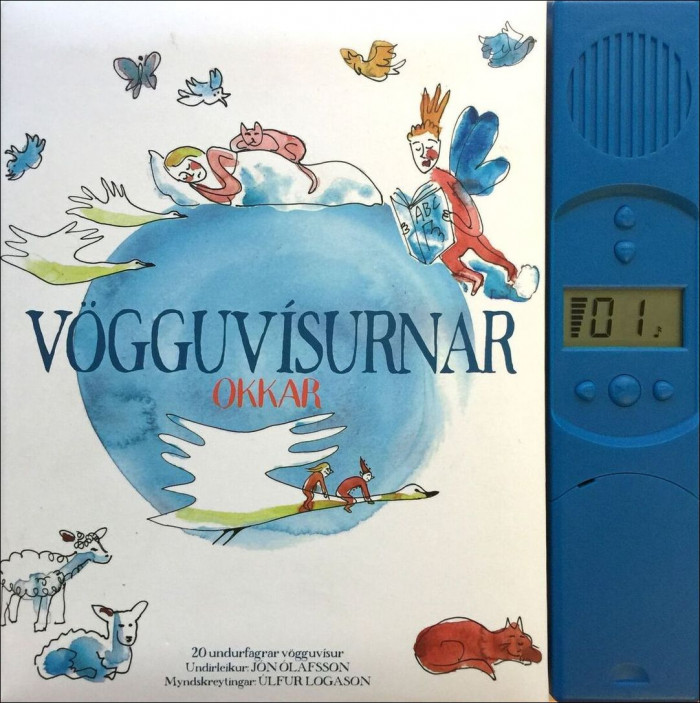 ABC
VÖGGUVÍSURNAR
OKKAR
01
20 undurfagrar vögguvísur
Undirleikur: JÓN ÓLAFSSON
Myndskreytingar: ÚLFUR LOGASON